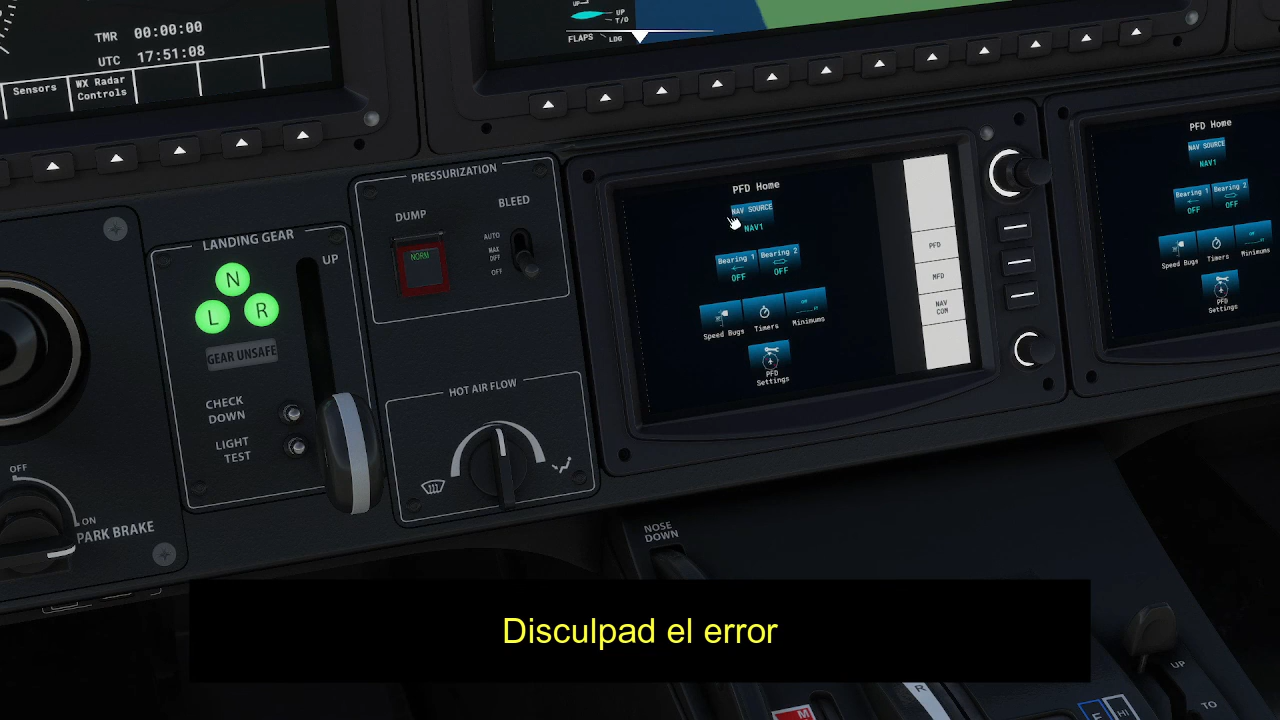 TMR 00:00:00
UTC 17:51:08
Sensors
WX Radar
Controls
UP
UP
T/O
FLAPS
LDG
LANDING GEAR
UP
N
L
R
GEAR UNSAFE
CHECK
DOWN
LIGHT
TEST
OFF
ON
PARK BRAKE
PRESSURIZATION
DUMP
NORM
BLEED
AUTO
MAX
DIFF
OFF
HOT AIR FLOW
PFD Home
NAV SOURCE
NAV1
Bearing 1
OFF
Bearing 2
OFF
Speed Bugs
Timers
Minimums
PFD
Settings
PFD
MFD
NAV
COM
PFD Home
NAV SOURCE
NAV1
Bearing 1
OFF
Bearing 2
OFF
Speed Bugs
Timers
Minimums
PFD
Settings
NOSE
DOWN
Disculpad el error
UP
TO
R
M
HI